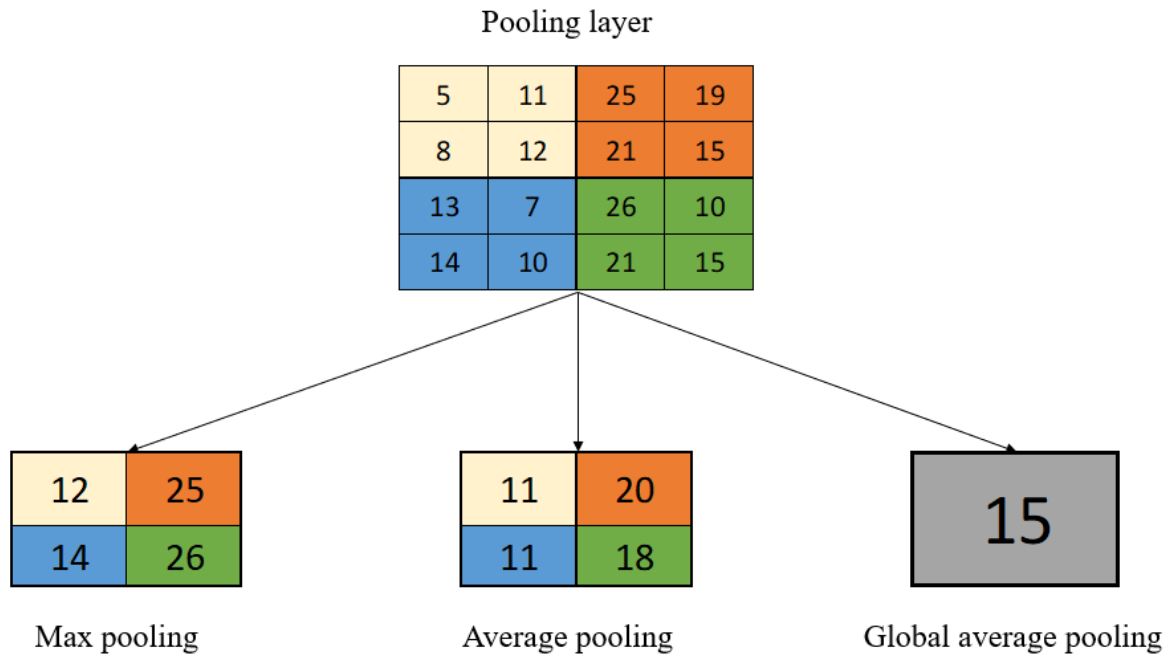 Pooling layer
5 11 25 19
8 12 21 15
13 7 26 10
14 10 21 15
12 25
14 26
11 20
11 18
15
Max pooling
Average pooling
Global average pooling